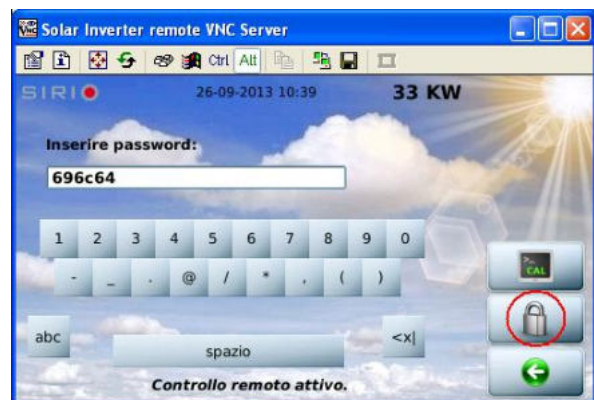 Solar Inverter remote VNC Server
Ctrl Alt
SIRIO 26-09-2013 10:39 33 KW
Inserire password:
696c64
1 2 3 4 5 6 7 8 9 0
- _ . @ / * , ( )
CAL
abc spazio <x|
Controllo remoto attivo.